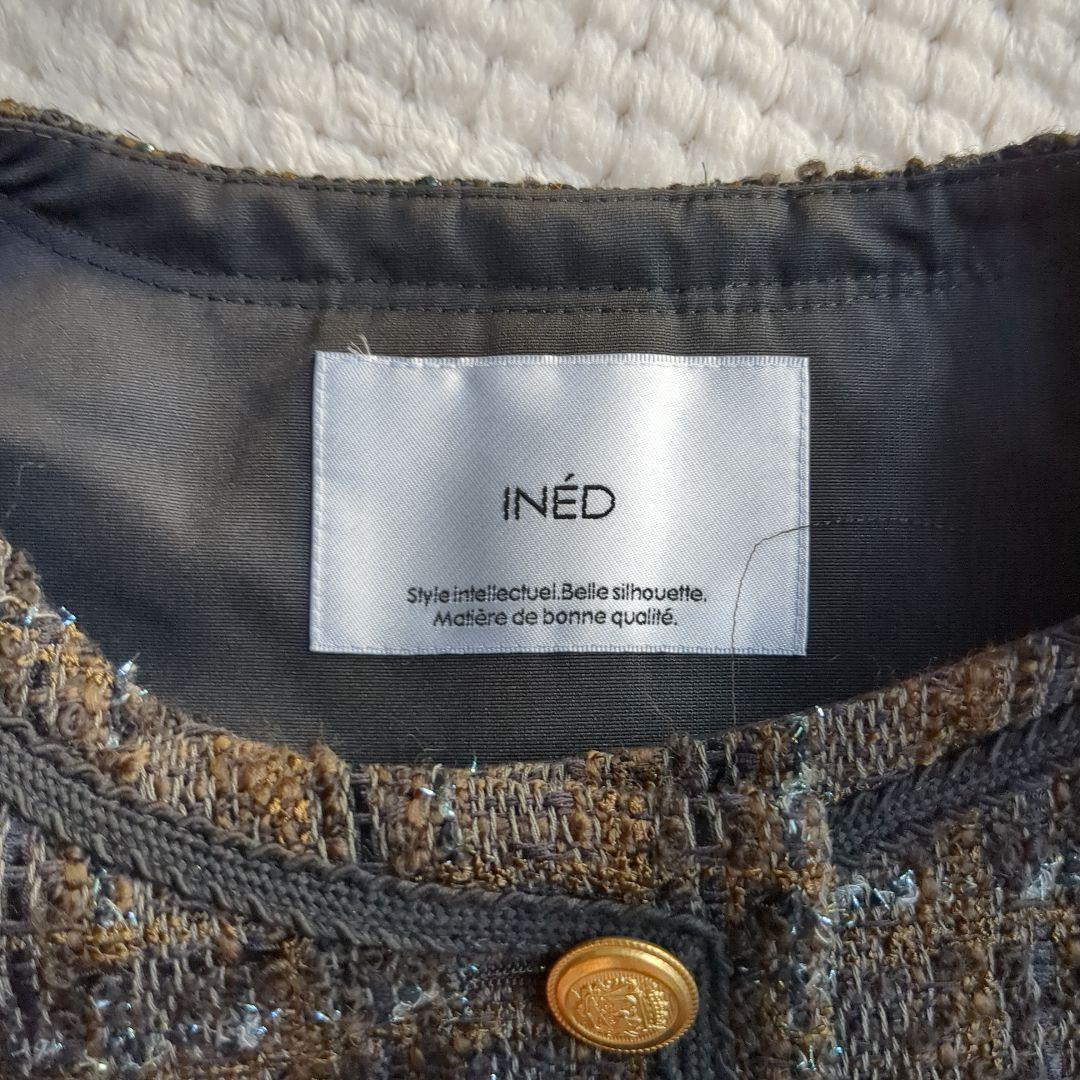 INÉD
Style intellectuel.Belle silhouette.
Matière de bonne qualité.